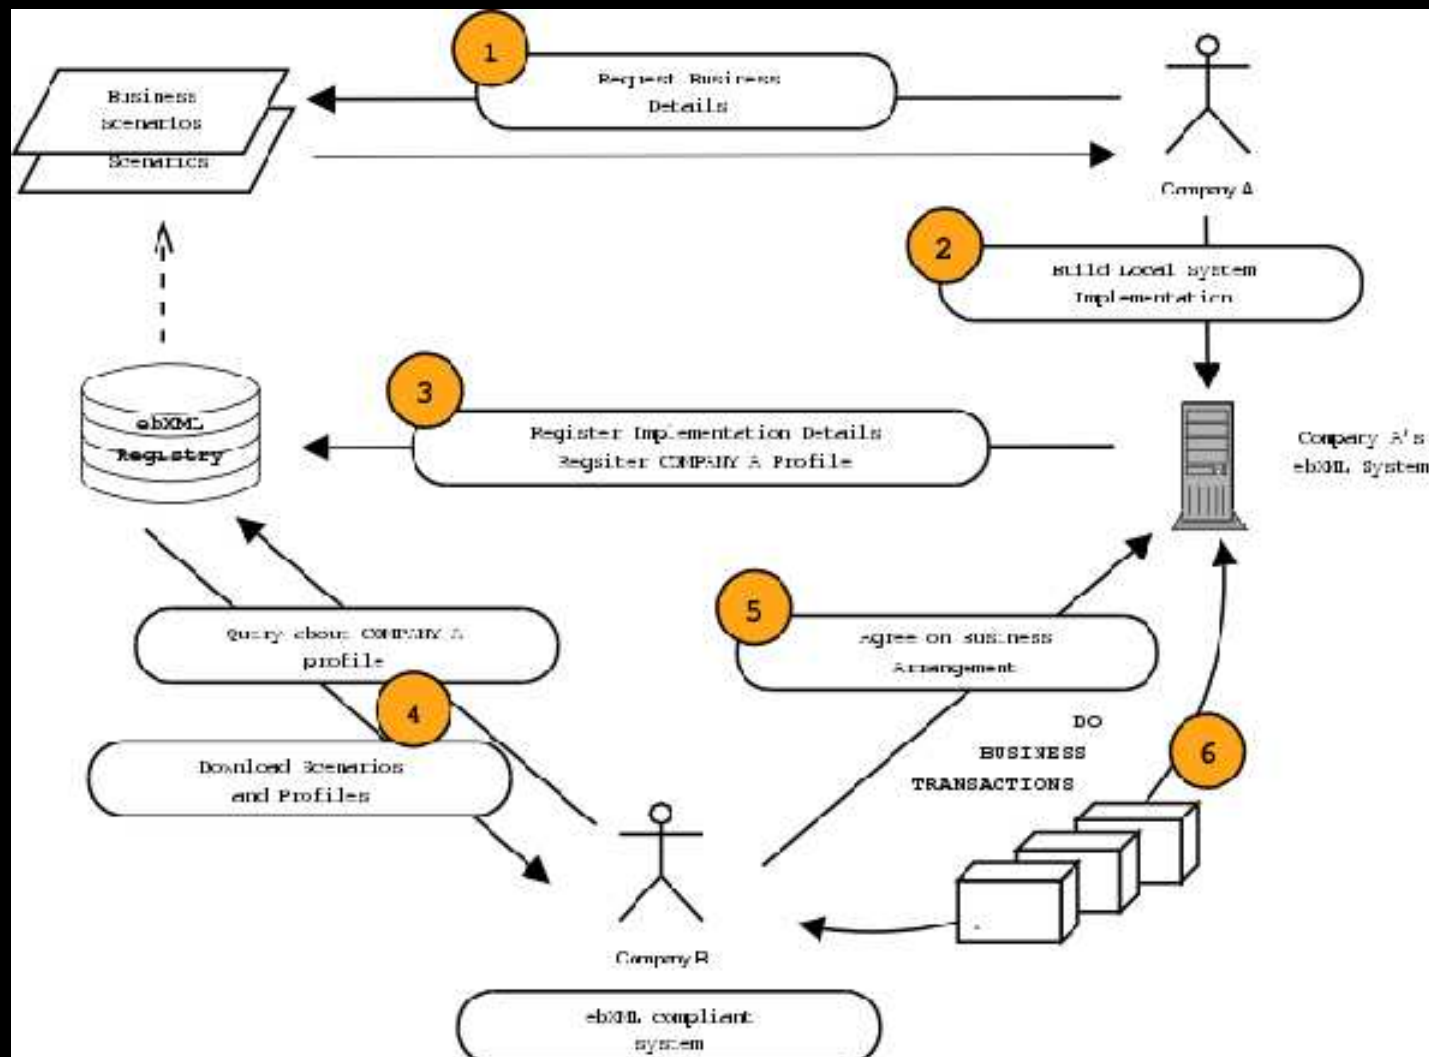 1
Request Business
Details
Business
Scenarios
Scenarios
Company A
2
Build Local System
Implementation
3
Register Implementation Details
Regsiter COMPANY A Profile
ebXML
Registry
Company A's
ebXML System
Query about COMPANY A
profile
4
Download Scenarios
and Profiles
5
Agree on Business
Arrangement
DO
BUSINESS
TRANSACTIONS
6
Company B
ebXML compliant
system